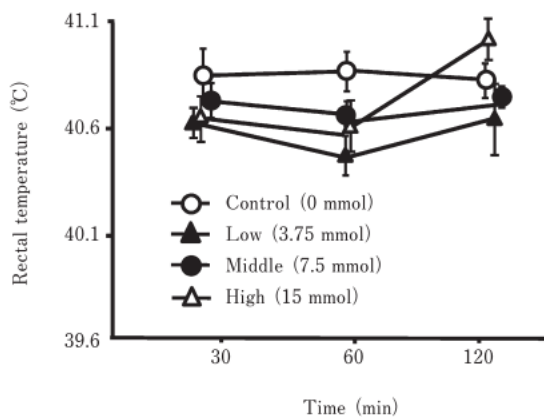 41.1
40.6
40.1
39.6
Rectal temperature (℃)
Control (0 mmol)
Low (3.75 mmol)
Middle (7.5 mmol)
High (15 mmol)
30
60
120
Time (min)